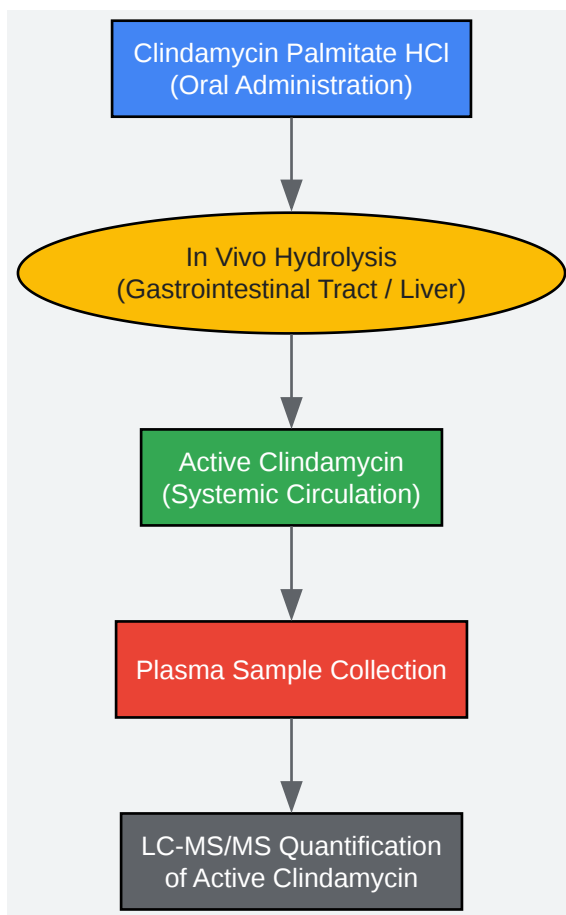 Clindamycin Palmitate HCl
(Oral Administration)
In Vivo Hydrolysis
(Gastrointestinal Tract / Liver)
Active Clindamycin
(Systemic Circulation)
Plasma Sample Collection
LC-MS/MS Quantification
of Active Clindamycin